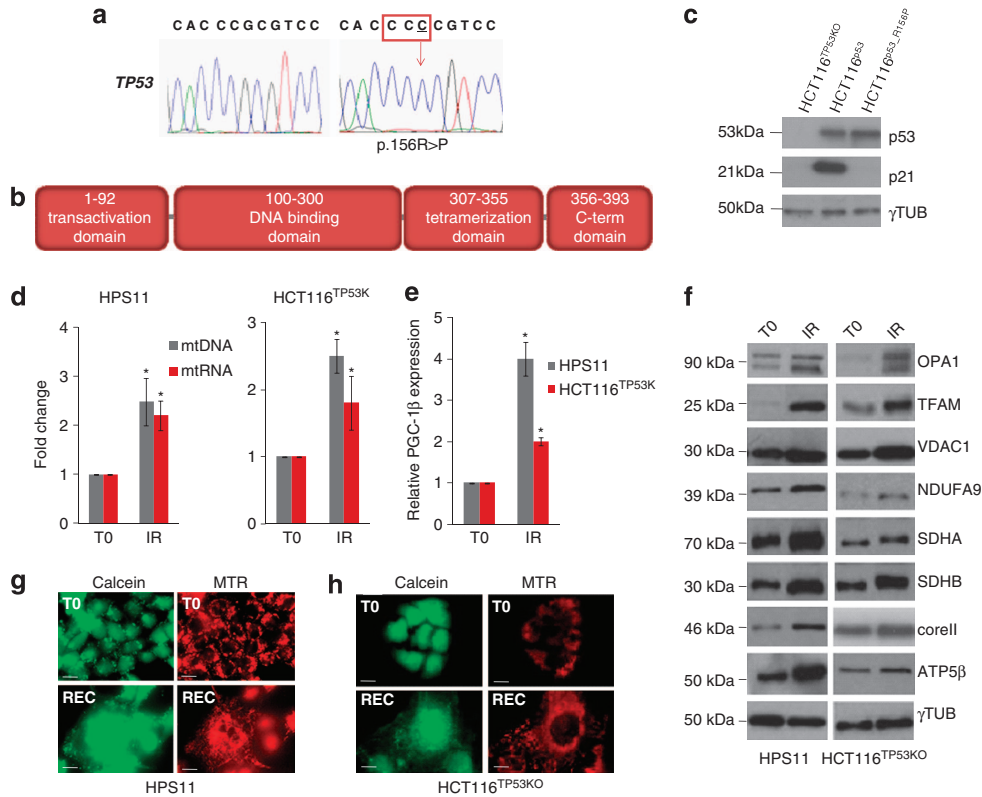 a
C A C C C G C G T C C
C A C C C C C G T C C
TP53
p.156R>P
b
1-92
transactivation
domain
100-300
DNA binding
domain
307-355
tetramerization
domain
356-393
C-term
domain
c
HCT116TP53KO
HCT116p53
HCT116p53_R156P
53kDa
p53
21kDa
p21
50kDa
γTUB
d
HPS11
Fold change
4
3
2
1
0
T0
IR
mtDNA
mtRNA
*
*
HCT116TP53K
3
2
1
0
T0
IR
*
*
e
Relative PGC-1β expression
5
4
3
2
1
0
T0
IR
HPS11
HCT116TP53K
*
*
f
T0
IR
T0
IR
90 kDa
OPA1
25 kDa
TFAM
30 kDa
VDAC1
39 kDa
NDUFA9
70 kDa
SDHA
30 kDa
SDHB
46 kDa
coreII
50 kDa
ATP5β
50 kDa
γTUB
HPS11
HCT116TP53KO
g
Calcein
MTR
T0
T0
REC
REC
HPS11
h
Calcein
MTR
T0
T0
REC
REC
HCT116TP53KO